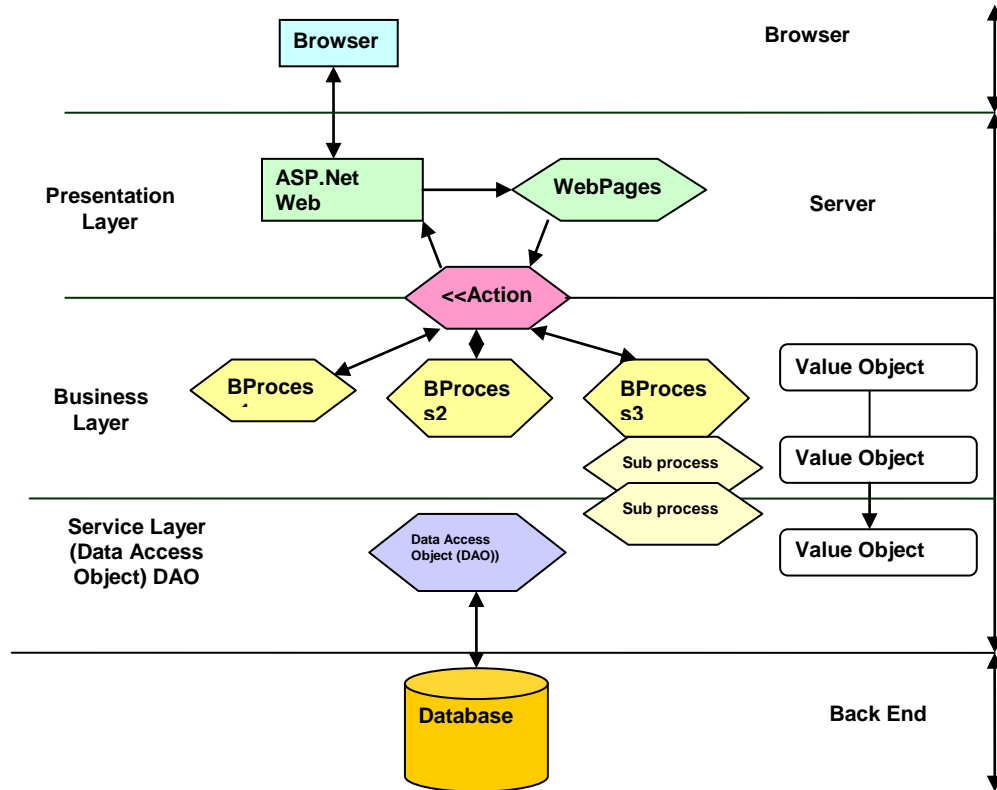 Browser
Browser
ASP.Net
Web
WebPages
Presentation
Layer
Server
<<Action
BProces
BProces
s2
BProces
s3
Value Object
Business
Layer
Sub process
Value Object
Sub process
Service Layer
(Data Access
Object) DAO
Data Access
Object (DAO))
Value Object
Database
Back End